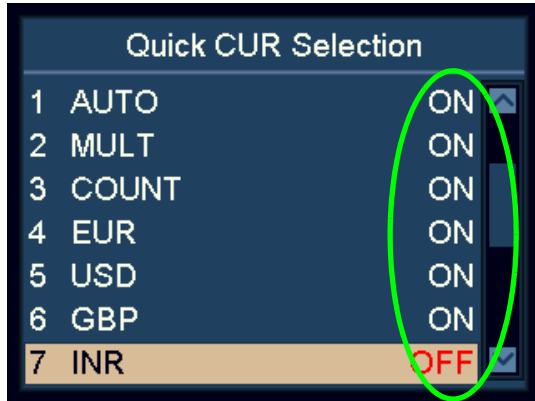 Quick CUR Selection
1 AUTO ON
2 MULT ON
3 COUNT ON
4 EUR ON
5 USD ON
6 GBP ON
7 INR OFF